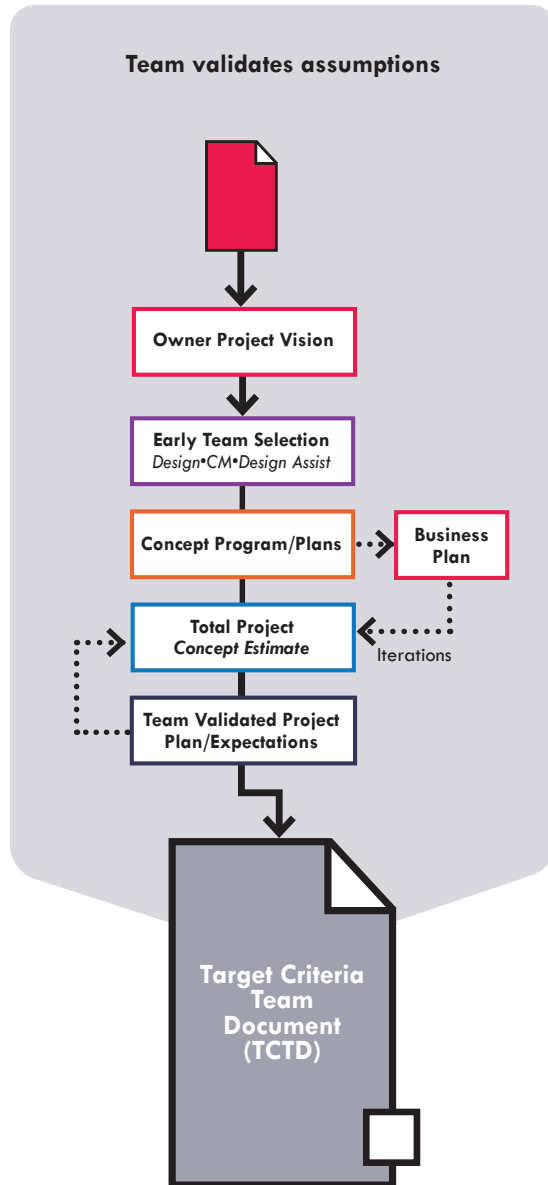 Team validates assumptions
Owner Project Vision
Early Team Selection
Design•CM•Design Assist
Concept Program/Plans
Business
Plan
Total Project
Concept Estimate
Iterations
Team Validated Project
Plan/Expectations
Target Criteria
Team
Document
(TCTD)